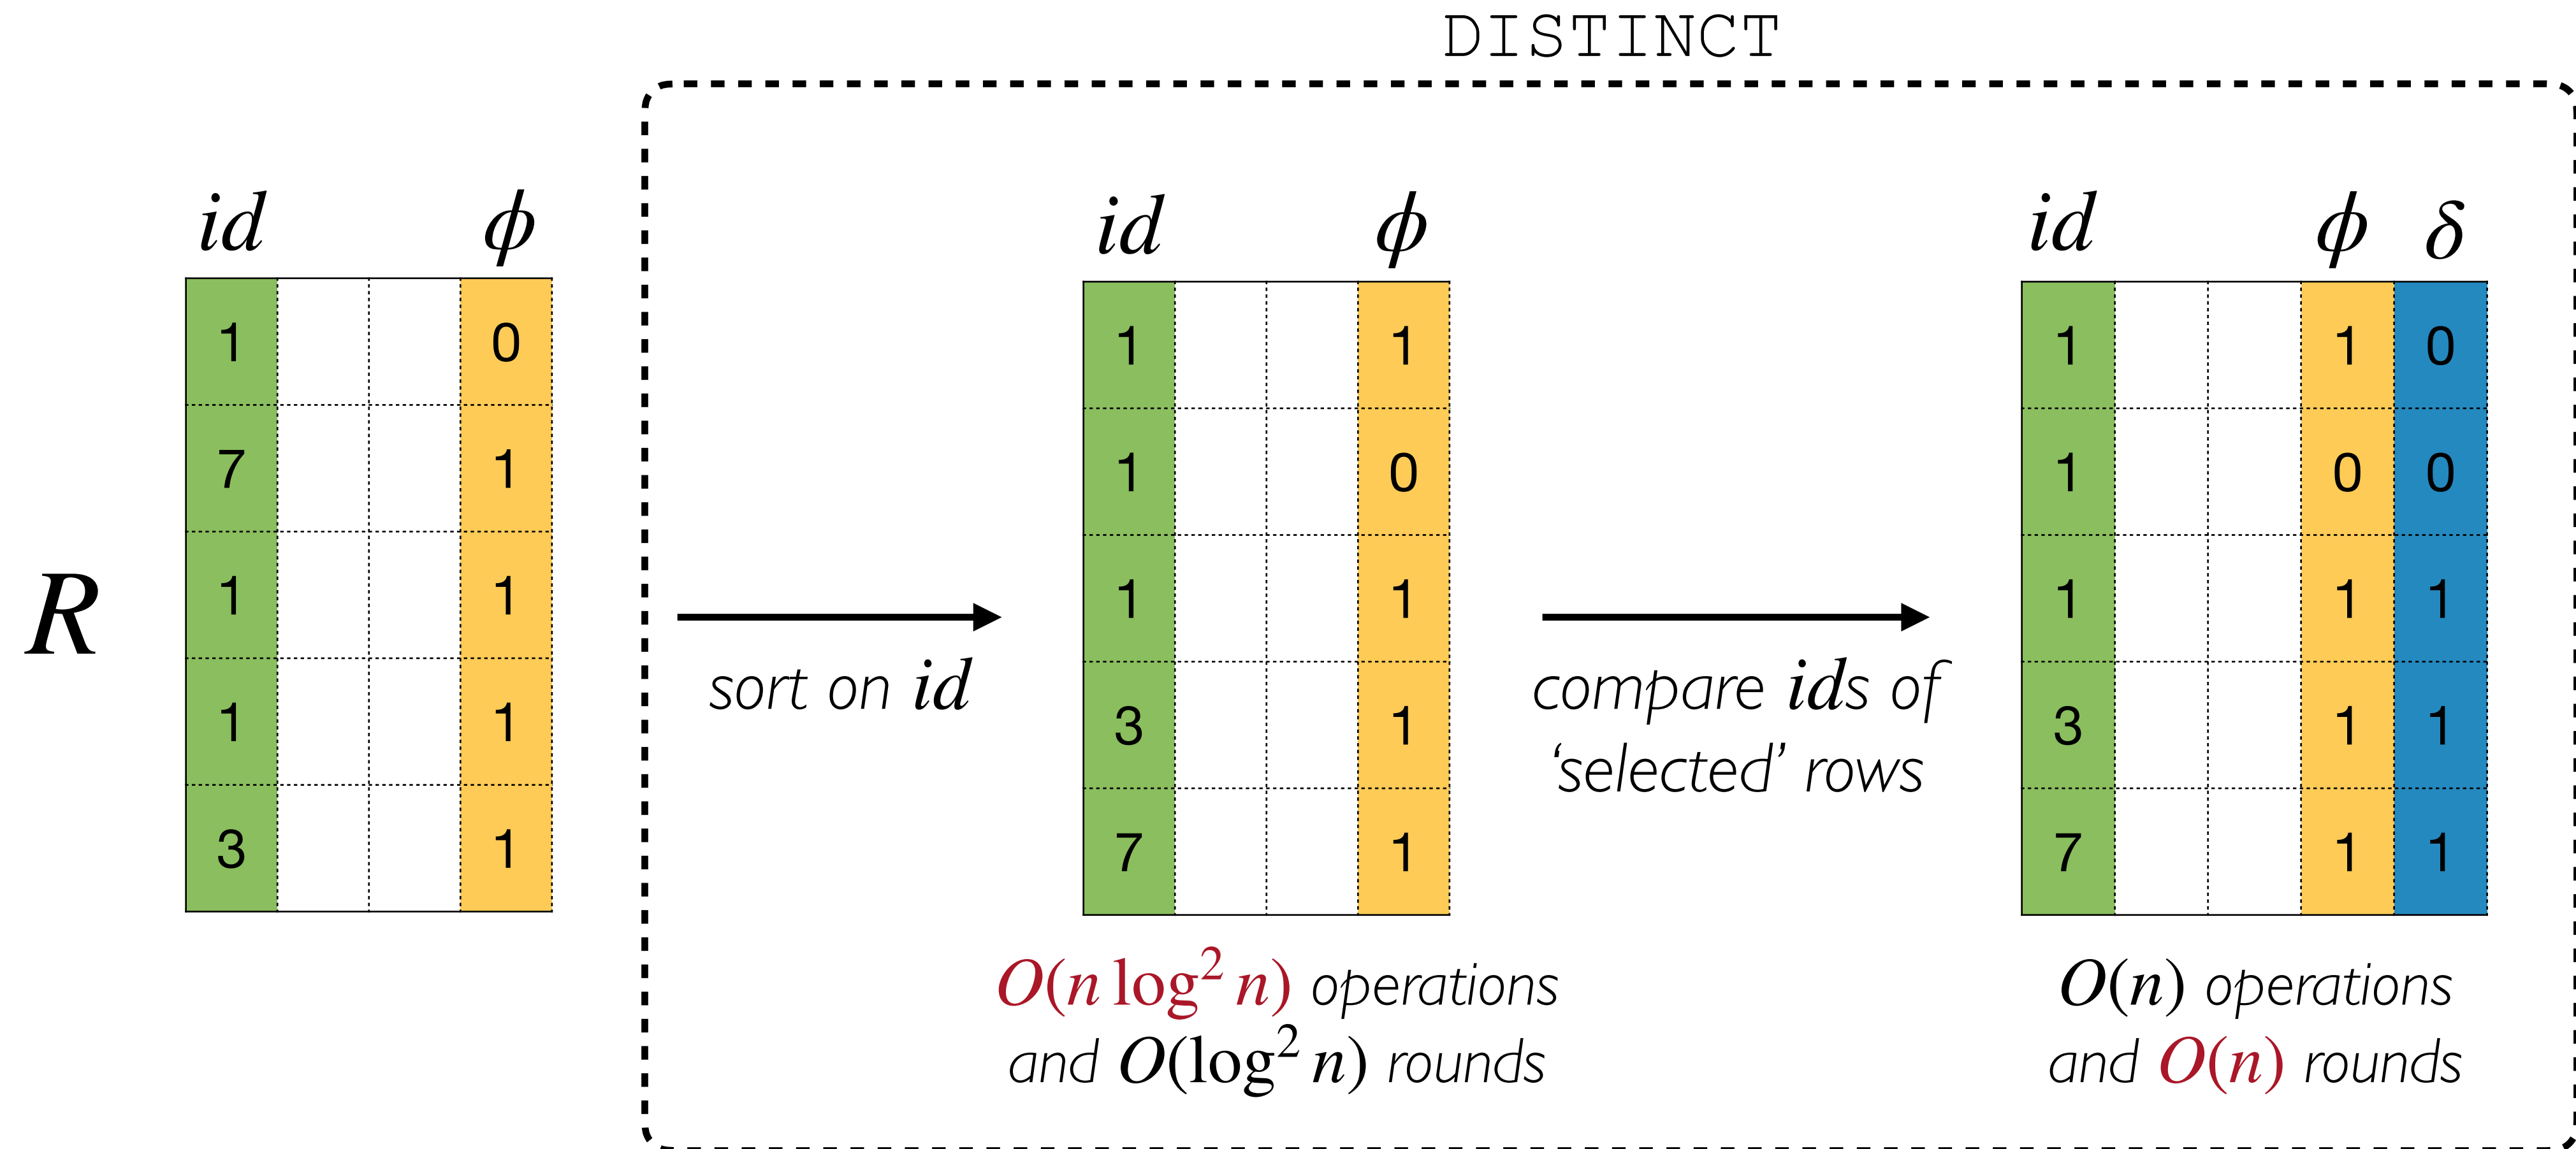 DISTINCT
id ϕ
1 0
7 1
1 1
1 1
3 1
R
sort on id
id ϕ
1 1
1 0
1 1
3 1
7 1
O(n log² n) operations
and O(log² n) rounds
compare ids of
‘selected’ rows
id ϕ δ
1 1 0
1 0 0
1 1 1
3 1 1
7 1 1
O(n) operations
and O(n) rounds